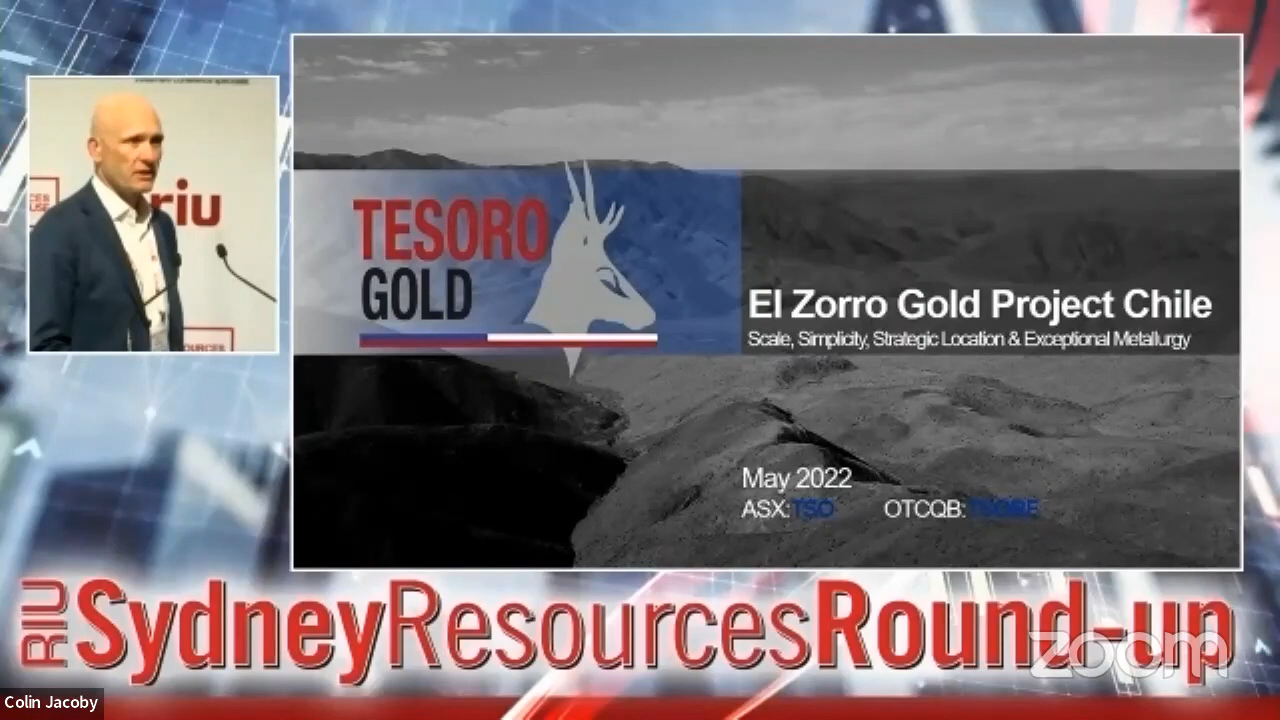 riu
TESORO
GOLD
El Zorro Gold Project Chile
Scale, Simplicity, Strategic Location & Exceptional Metallurgy
May 2022
ASX:TSO OTCQB:TSORF
RIU SydneyResourcesRound-up
zoom
Colin Jacoby